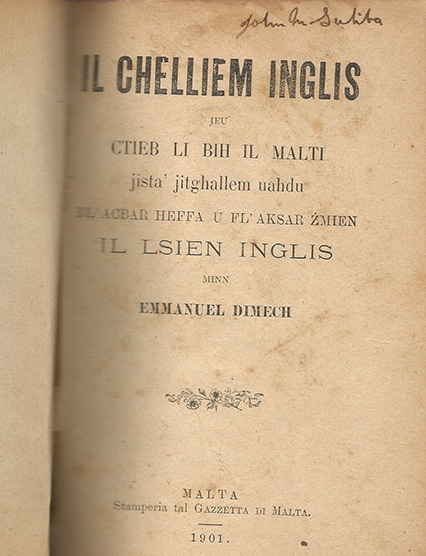 IL CHELLIEM INGLIS
JEU
CTIEB LI BIH IL MALTI
jista' jitghallem uahdu
BL'ACBAR HEFFA U FL'AKSAR ŻMIEN
IL LSIEN INGLIS
MINN
EMMANUEL DIMECH
MALTA
Stamperia tal GAZZETTA DI MALTA.
1901.